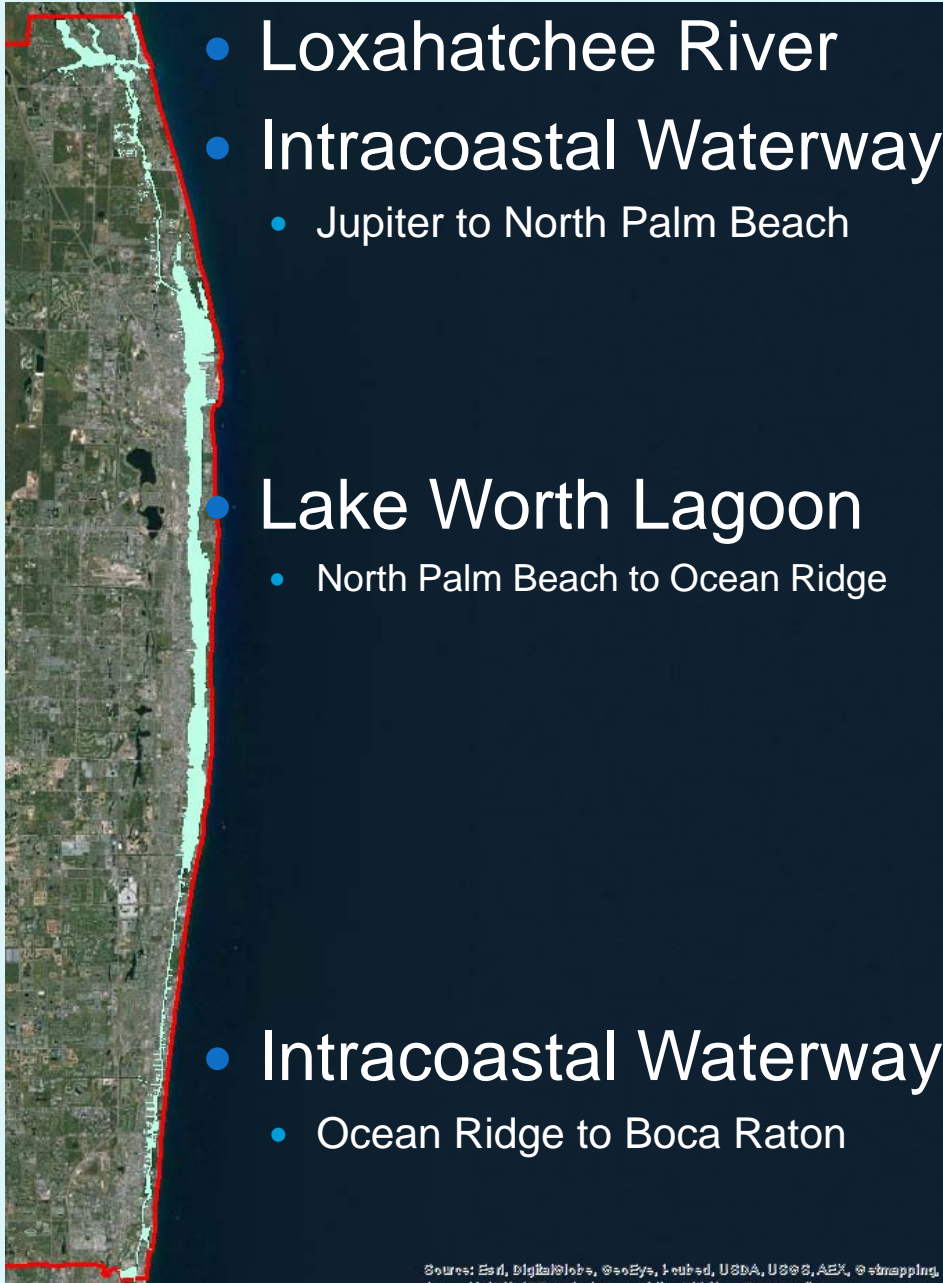 • Loxahatchee River
• Intracoastal Waterway
• Jupiter to North Palm Beach
• Lake Worth Lagoon
• North Palm Beach to Ocean Ridge
• Intracoastal Waterway
• Ocean Ridge to Boca Raton
Source: Esri, DigitalGlobe, GeoEye, i-cubed, USDA, USGS, AEX, Getmapping,